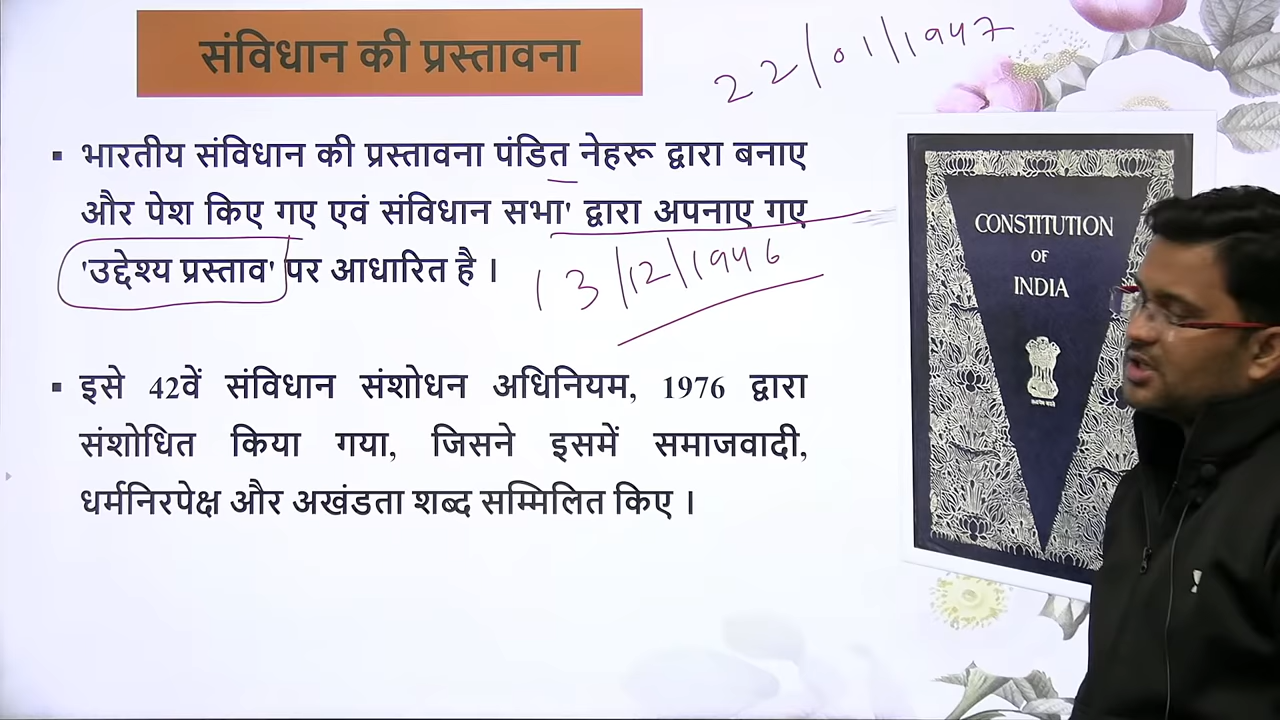 संविधान की प्रस्तावना
22/01/1947
▪ भारतीय संविधान की प्रस्तावना पंडित नेहरू द्वारा बनाए
और पेश किए गए एवं संविधान सभा' द्वारा अपनाए गए
'उद्देश्य प्रस्ताव' पर आधारित है ।
13/12/1946
▪ इसे 42वें संविधान संशोधन अधिनियम, 1976 द्वारा
संशोधित किया गया, जिसने इसमें समाजवादी,
धर्मनिरपेक्ष और अखंडता शब्द सम्मिलित किए ।
CONSTITUTION
OF
INDIA